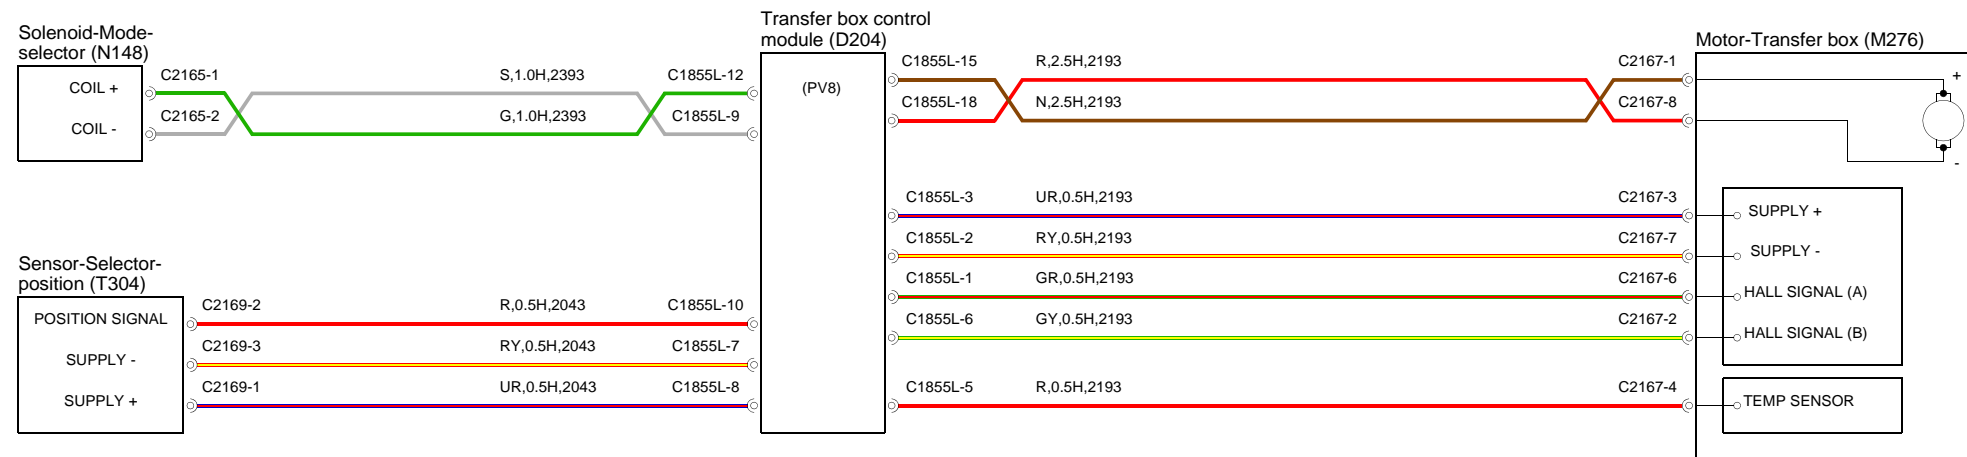 Solenoid-Mode-
selector (N148)
COIL +
COIL -
C2165-1
S,1.0H,2393
C1855L-12
C2165-2
G,1.0H,2393
C1855L-9
Sensor-Selector-
position (T304)
POSITION SIGNAL
SUPPLY -
SUPPLY +
C2169-2
R,0.5H,2043
C1855L-10
C2169-3
RY,0.5H,2043
C1855L-7
C2169-1
UR,0.5H,2043
C1855L-8
Transfer box control
module (D204)
(PV8)
C1855L-15
R,2.5H,2193
C2167-1
C1855L-18
N,2.5H,2193
C2167-8
C1855L-3
UR,0.5H,2193
C2167-3
C1855L-2
RY,0.5H,2193
C2167-7
C1855L-1
GR,0.5H,2193
C2167-6
C1855L-6
GY,0.5H,2193
C2167-2
C1855L-5
R,0.5H,2193
C2167-4
Motor-Transfer box (M276)
+
-
SUPPLY +
SUPPLY -
HALL SIGNAL (A)
HALL SIGNAL (B)
TEMP SENSOR